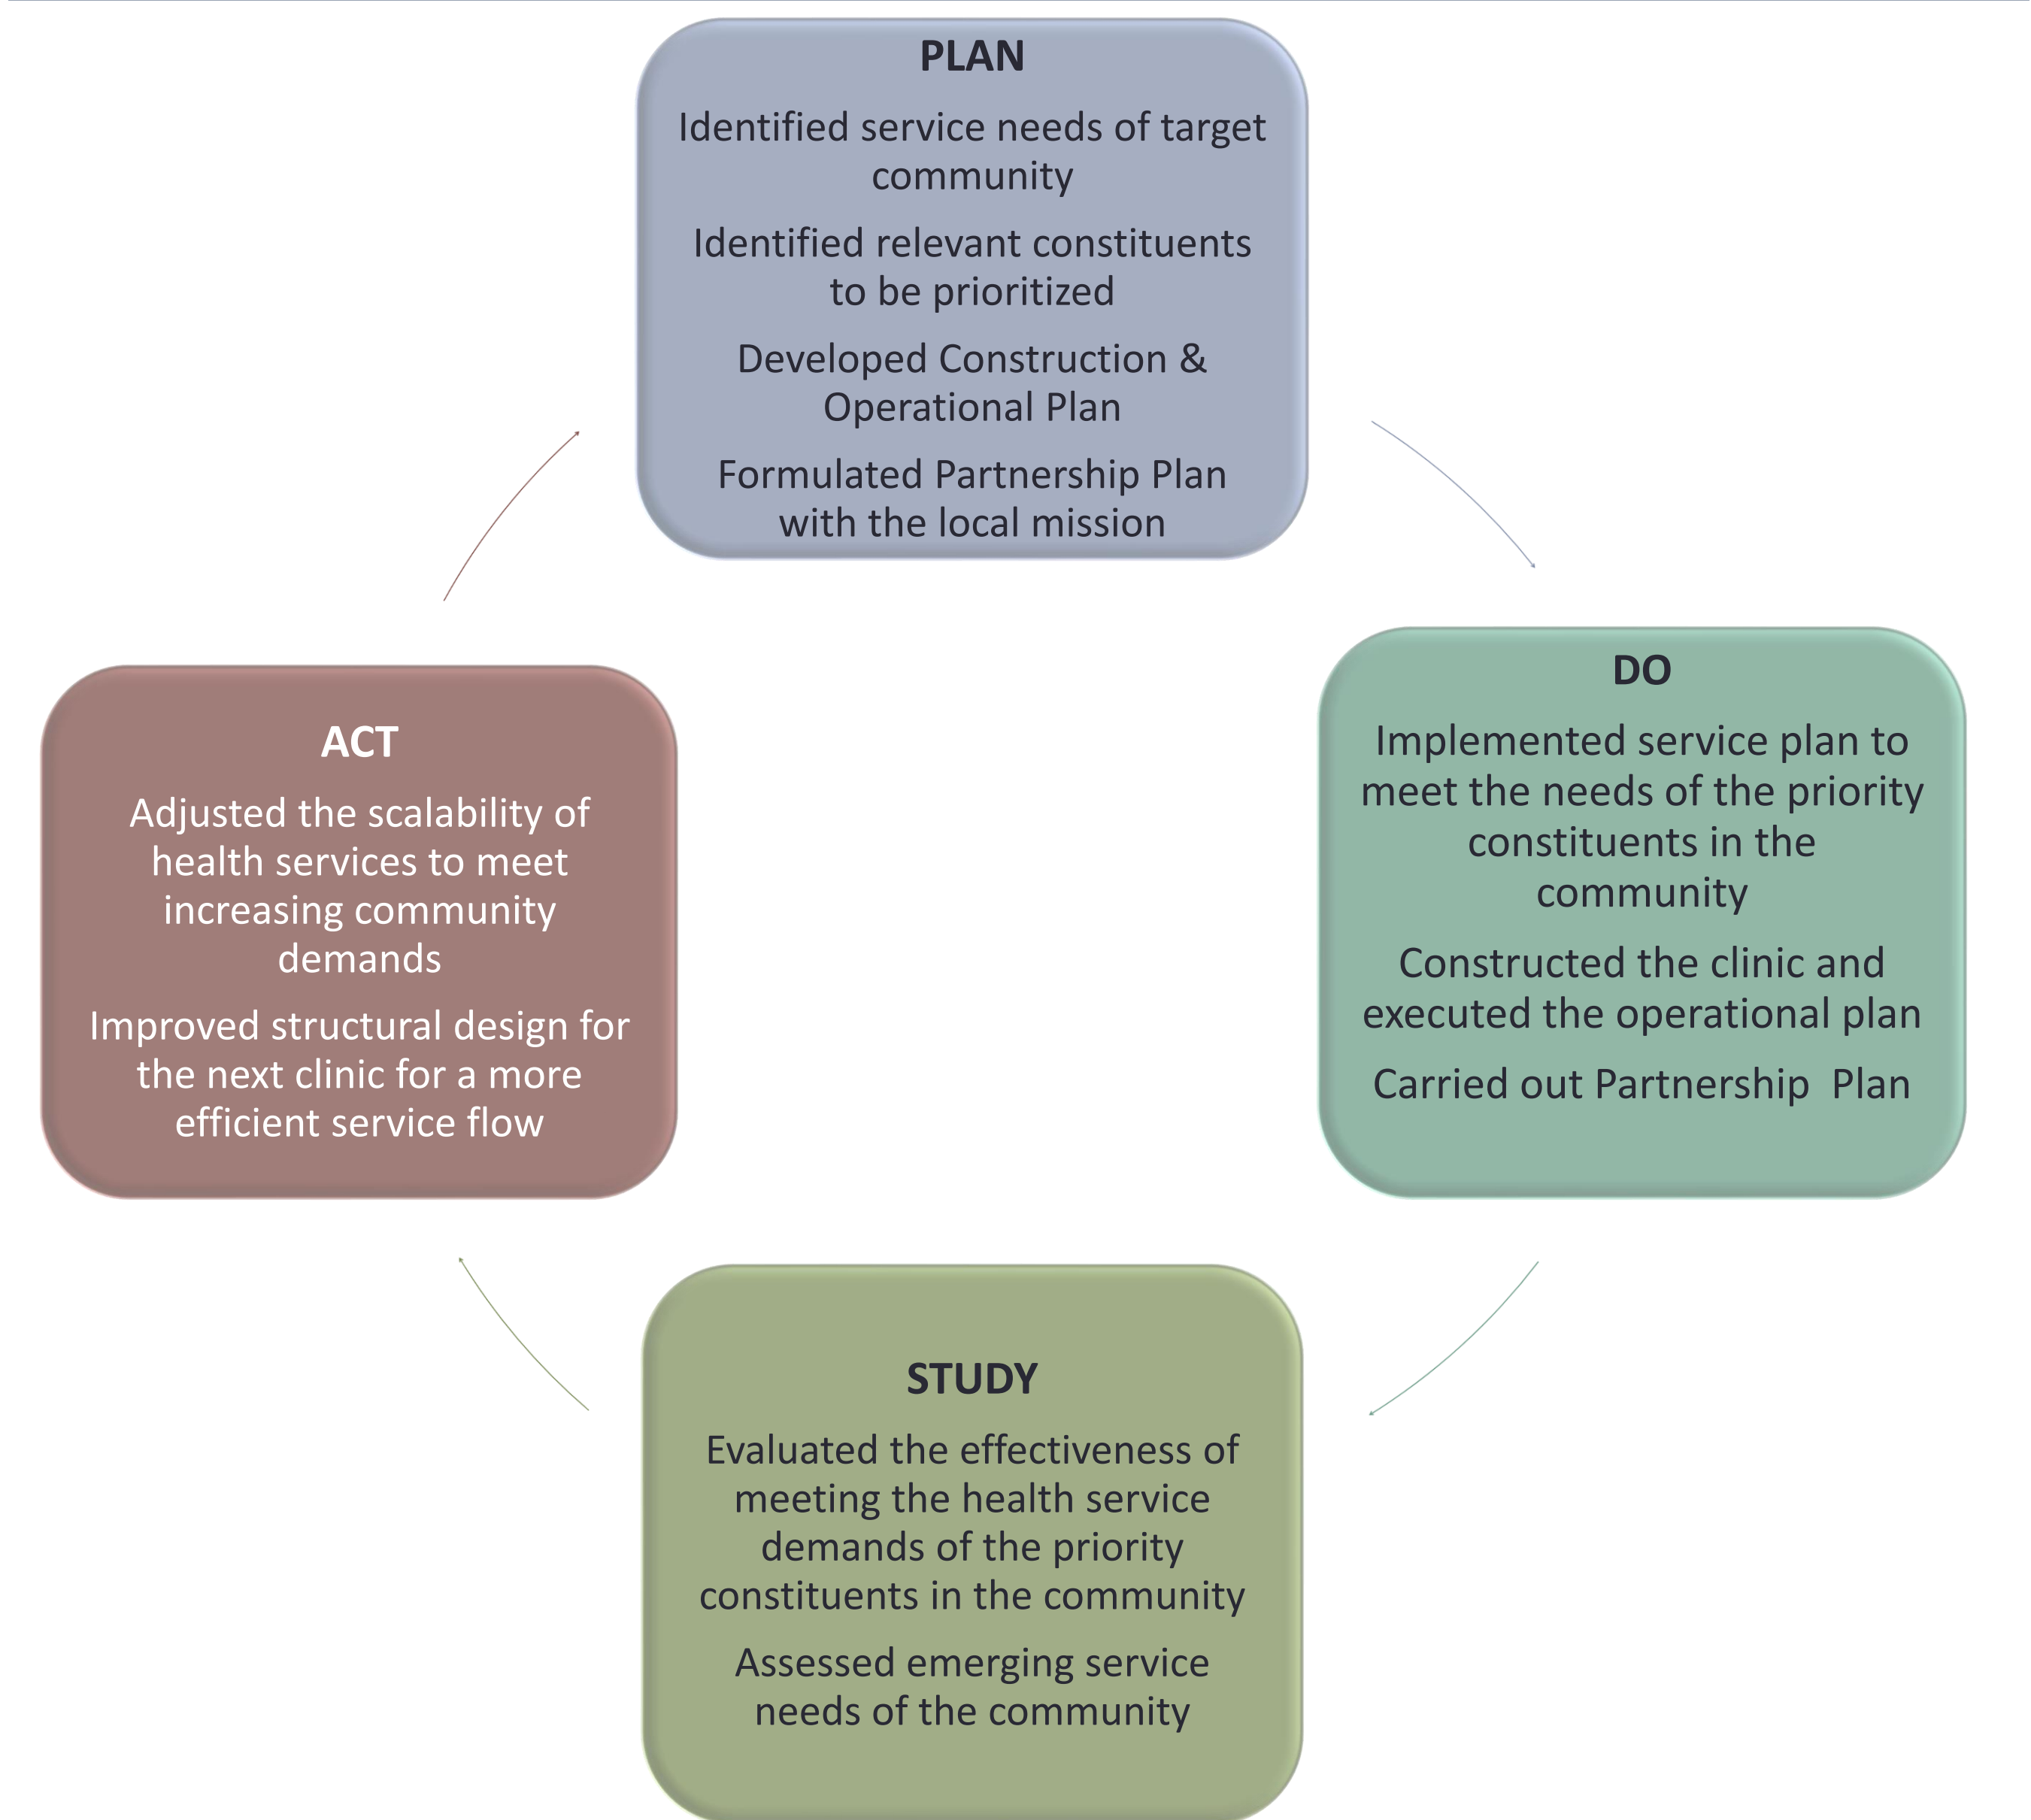 PLAN
Identified service needs of target
community
Identified relevant constituents
to be prioritized
Developed Construction &
Operational Plan
Formulated Partnership Plan
with the local mission
DO
Implemented service plan to
meet the needs of the priority
constituents in the
community
Constructed the clinic and
executed the operational plan
Carried out Partnership  Plan
STUDY
Evaluated the effectiveness of
meeting the health service
demands of the priority
constituents in the community
Assessed emerging service
needs of the community
ACT
Adjusted the scalability of
health services to meet
increasing community
demands
Improved structural design for
the next clinic for a more
efficient service flow